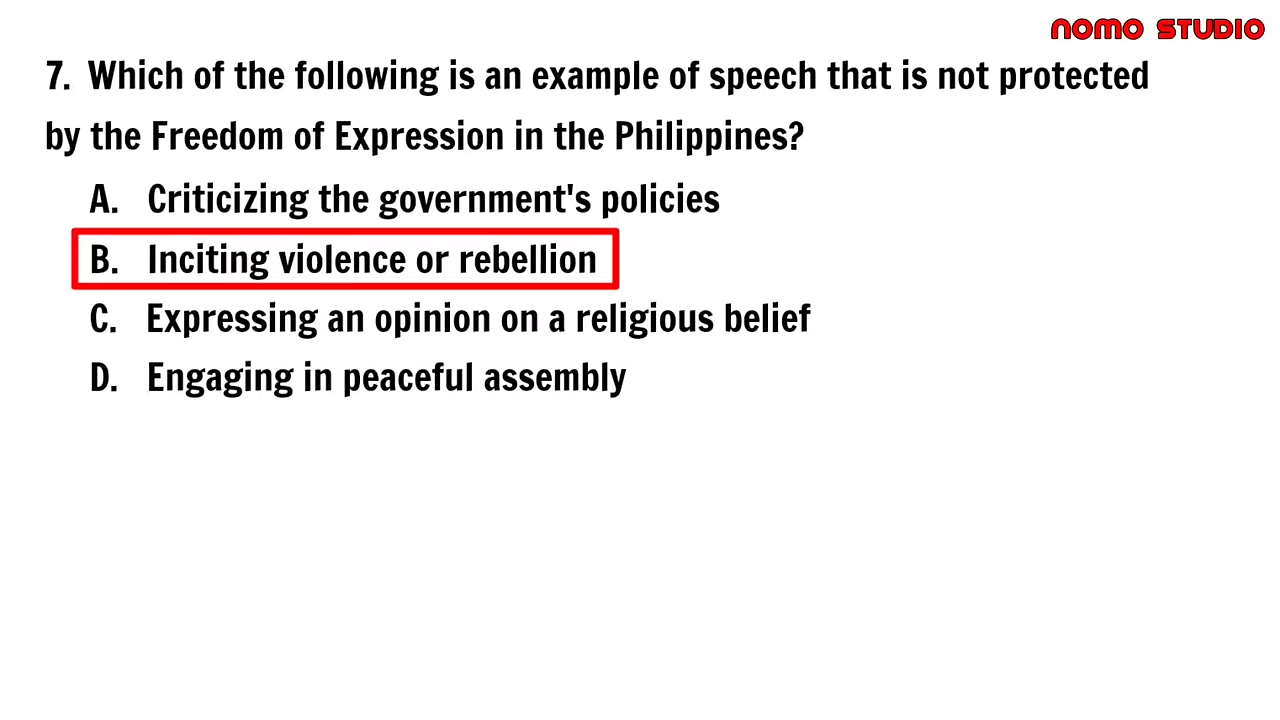 NOMO STUDIO
7. Which of the following is an example of speech that is not protected
by the Freedom of Expression in the Philippines?
A. Criticizing the government's policies
B. Inciting violence or rebellion
C. Expressing an opinion on a religious belief
D. Engaging in peaceful assembly